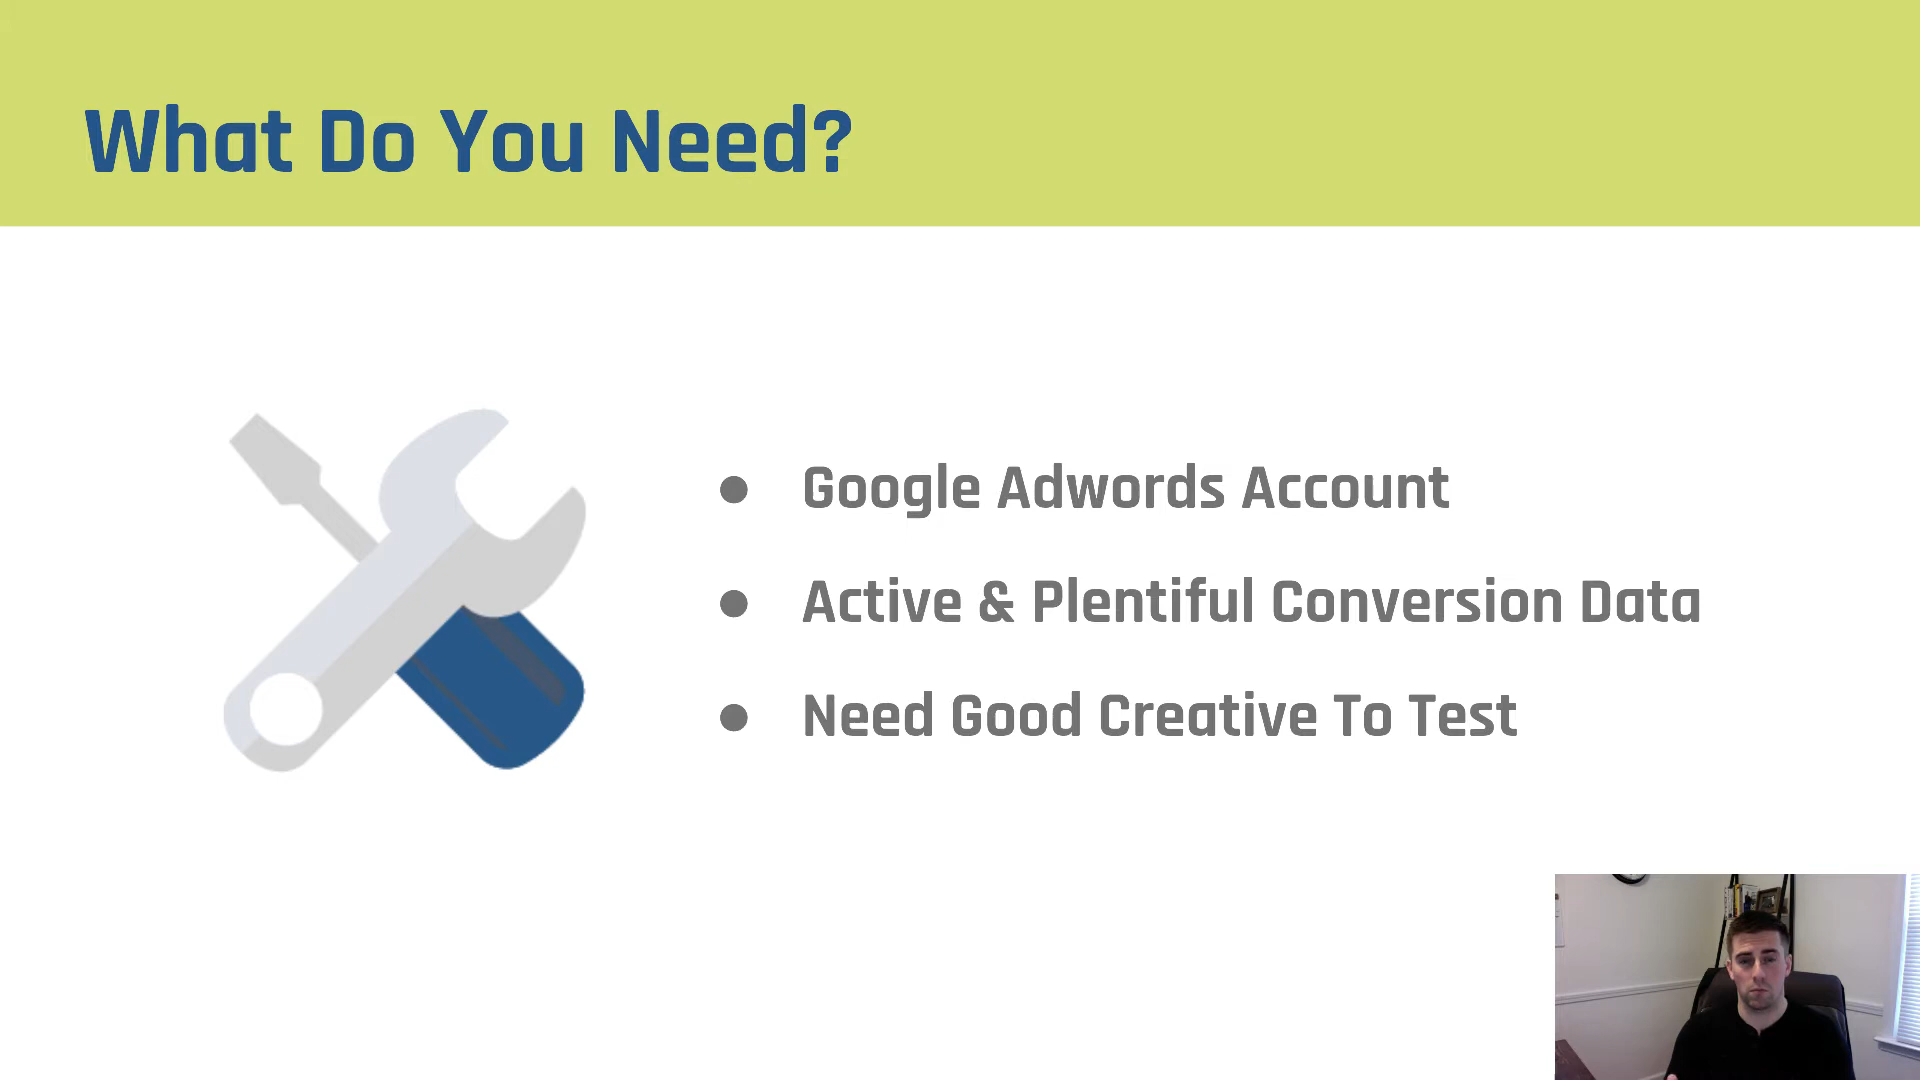 What Do You Need?
Google Adwords Account
Active & Plentiful Conversion Data
Need Good Creative To Test